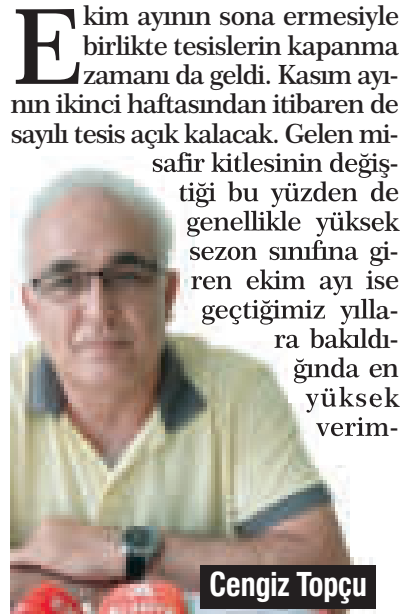 Ekim ayının sona ermesiyle
birlikte tesislerin kapanma
zamanı da geldi. Kasım ayı-
nın ikinci haftasından itibaren de
sayılı tesis açık kalacak. Gelen mi-
safir kitlesinin değiş-
tiği bu yüzden de
genellikle yüksek
sezon sınıfına gi-
ren ekim ayı ise
geçtiğimiz yılla-
ra bakıldı-
ğında en
yüksek
verim-
Cengiz Topçu